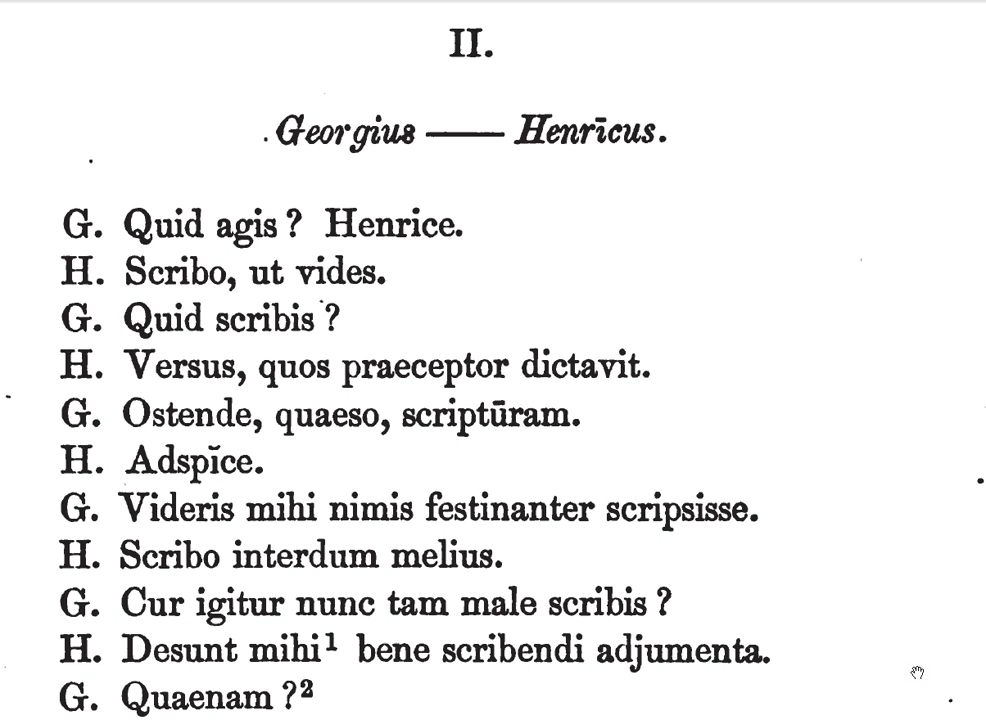 II.
Georgius —— Henrīcus.
G. Quid agis? Henrice.
H. Scribo, ut vides.
G. Quid scribis?
H. Versus, quos praeceptor dictavit.
G. Ostende, quaeso, scriptūram.
H. Adspĭce.
G. Videris mihi nimis festinanter scripsisse.
H. Scribo interdum melius.
G. Cur igitur nunc tam male scribis?
H. Desunt mihi¹ bene scribendi adjumenta.
G. Quaenam?²